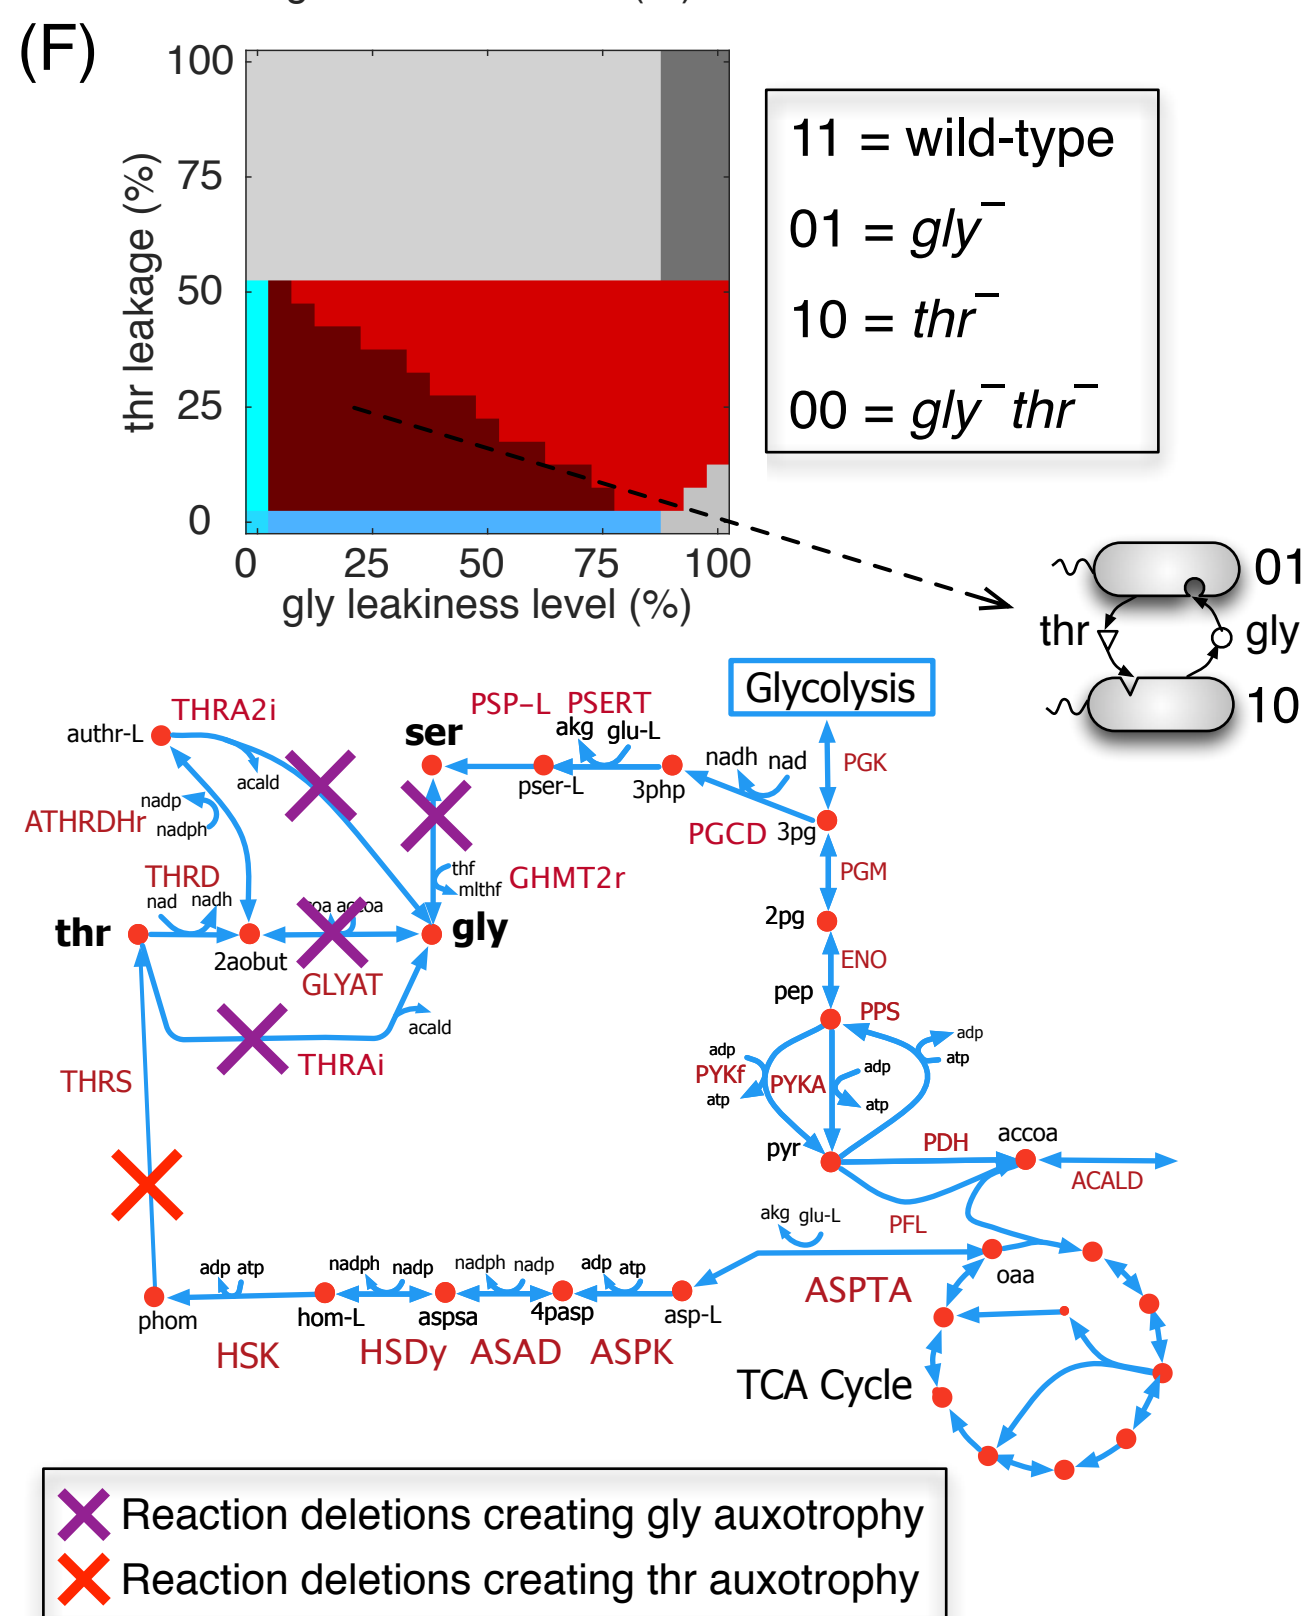 (F)
100
75
50
25
0
thr leakage (%)
0 25 50 75 100
gly leakiness level (%)
11 = wild-type
01 = gly−
10 = thr−
00 = gly− thr−
01
thr gly
10
Glycolysis
THRA2i
authr-L
acald
nadp
nadph
ATHRDHr
PSP-L PSERT
ser
akg glu-L
pser-L 3php
nadh nad
PGK
PGCD 3pg
PGM
thf
mlthf
GHMT2r
THRD
nad nadh
thr
2aobut
gly
GLYAT
acald
THRAi
THRS
2pg
ENO
pep
PPS
adp
atp
adp
PYKf
atp
PYKA
adp
atp
pyr
PDH
accoa
ACALD
PFL
akg glu-L
oaa
ASPTA
adp atp
nadph nadp
nadph nadp
adp atp
phom
hom-L
aspsa
4pasp
asp-L
HSK
HSDy
ASAD
ASPK
TCA Cycle
Reaction deletions creating gly auxotrophy
Reaction deletions creating thr auxotrophy